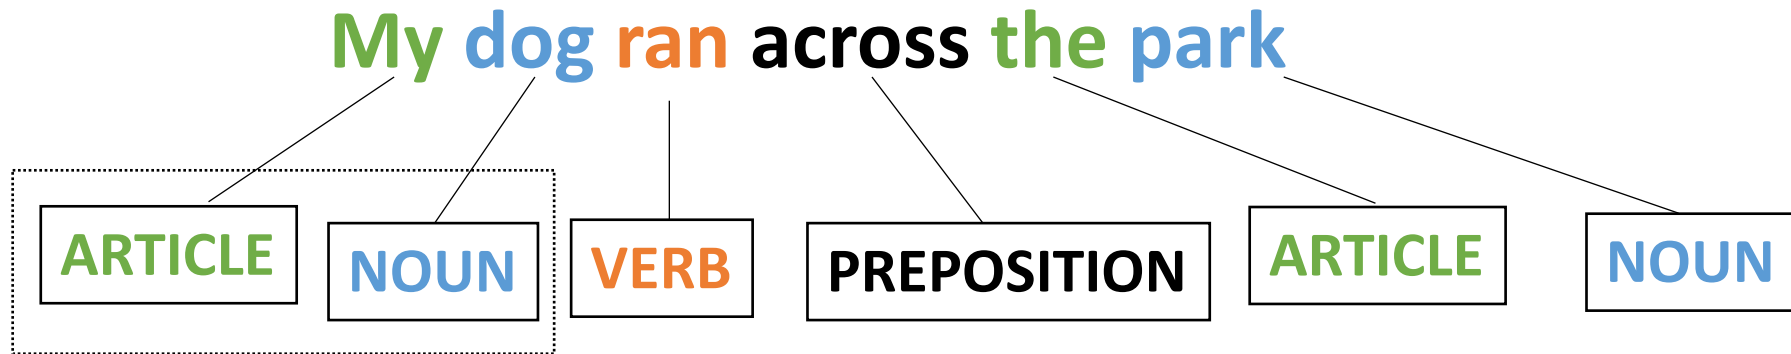 My dog ran across the park
ARTICLE NOUN VERB PREPOSITION ARTICLE NOUN